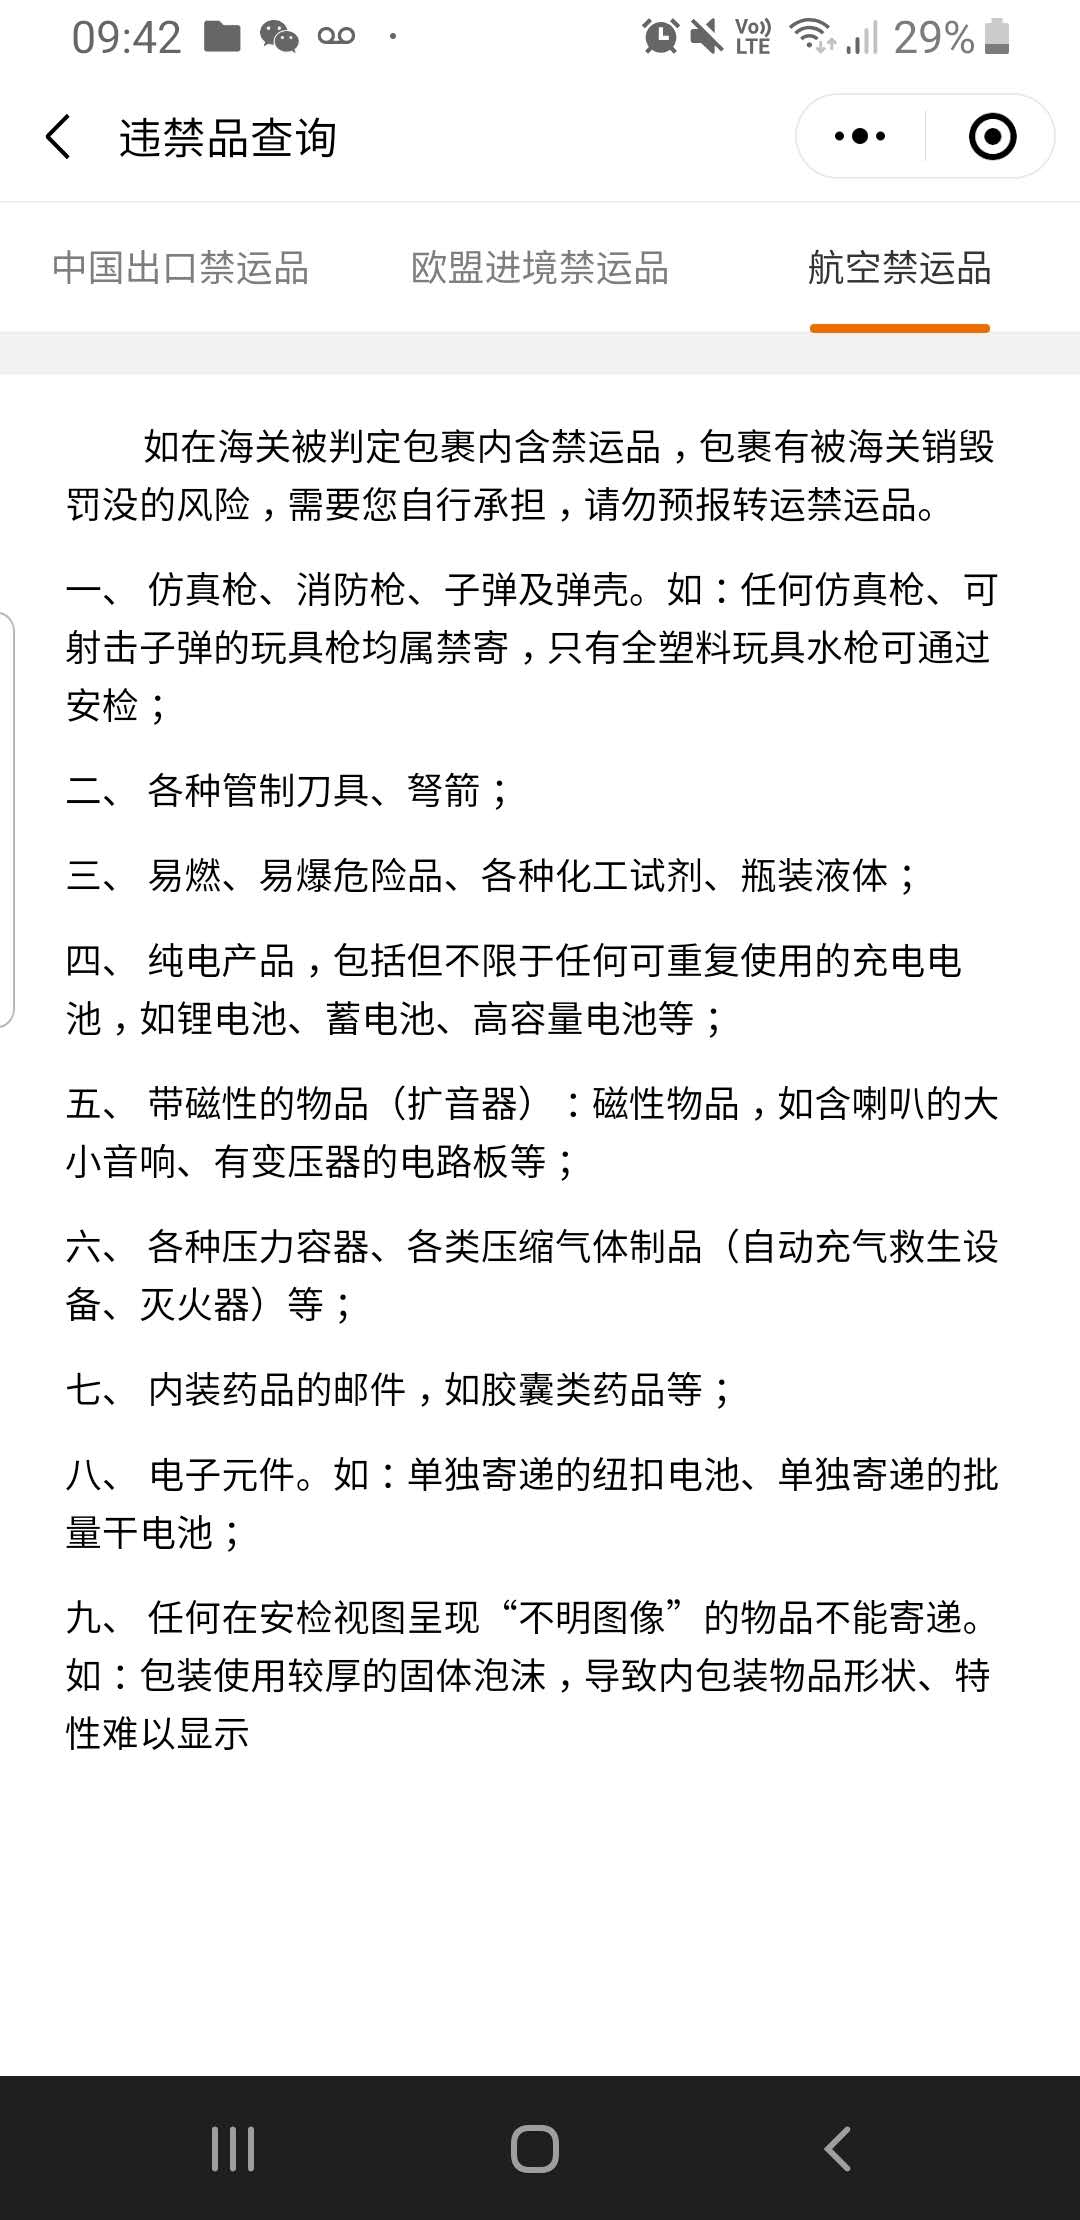 09:42
Vo)) LTE
29%
违禁品查询
中国出口禁运品
欧盟进境禁运品
航空禁运品
如在海关被判定包裹内含禁运品，包裹有被海关销毁
罚没的风险，需要您自行承担，请勿预报转运禁运品。
一、 仿真枪、消防枪、子弹及弹壳。如：任何仿真枪、可
射击子弹的玩具枪均属禁寄，只有全塑料玩具水枪可通过
安检；
二、 各种管制刀具、弩箭；
三、 易燃、易爆危险品、各种化工试剂、瓶装液体；
四、 纯电产品，包括但不限于任何可重复使用的充电电
池，如锂电池、蓄电池、高容量电池等；
五、 带磁性的物品（扩音器）：磁性物品，如含喇叭的大
小音响、有变压器的电路板等；
六、 各种压力容器、各类压缩气体制品（自动充气救生设
备、灭火器）等；
七、 内装药品的邮件，如胶囊类药品等；
八、 电子元件。如：单独寄递的纽扣电池、单独寄递的批
量干电池；
九、 任何在安检视图呈现“不明图像”的物品不能寄递。
如：包装使用较厚的固体泡沫，导致内包装物品形状、特
性难以显示